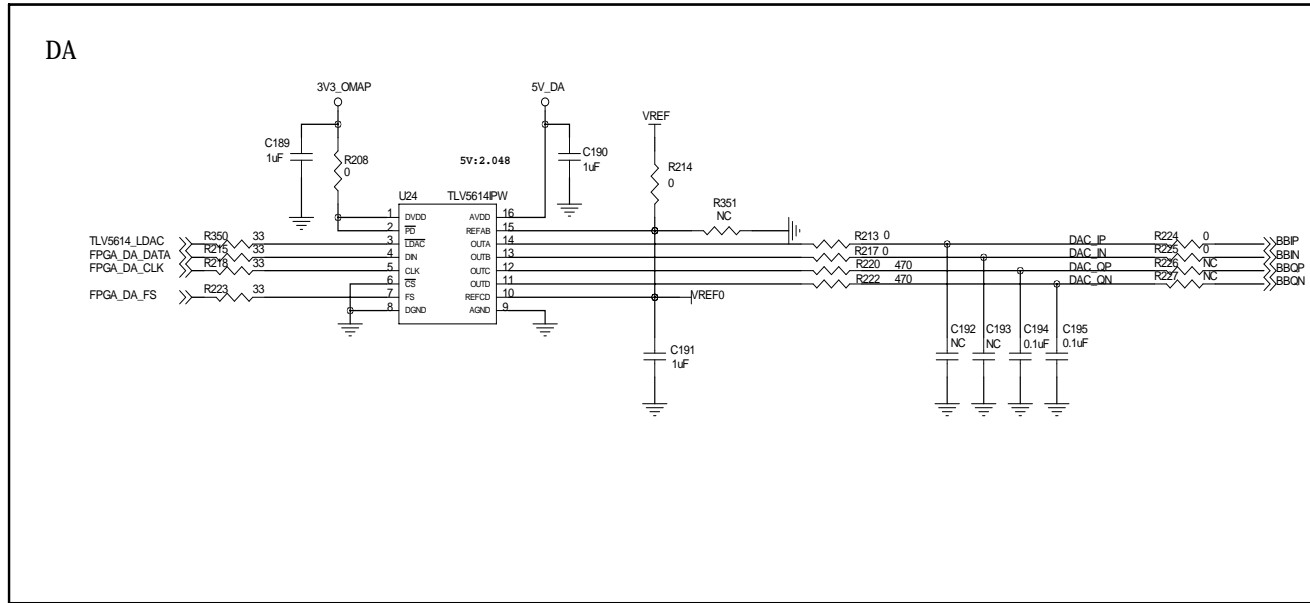 DA
3V3_OMAP
5V_DA
VREF
C189
1uF
R208
0
5V:2.048
C190
1uF
R214
0
U24
TLV5614IPW
R351
NC
1
DVDD
AVDD
16
2
PD
REFAB
15
TLV5614_LDAC
R350
33
3
LDAC
OUTA
14
R213
0
DAC_IP
R224
0
BBIP
FPGA_DA_DATA
R215
33
4
DIN
OUTB
13
R217
0
DAC_IN
R225
0
BBIN
FPGA_DA_CLK
R218
33
5
CLK
OUTC
12
R220
470
DAC_QP
R226
NC
BBQP
6
CS
OUTD
11
R222
470
DAC_QN
R227
NC
BBQN
FPGA_DA_FS
R223
33
7
FS
REFCD
10
VREF0
8
DGND
AGND
9
C191
1uF
C192
NC
C193
NC
C194
0.1uF
C195
0.1uF